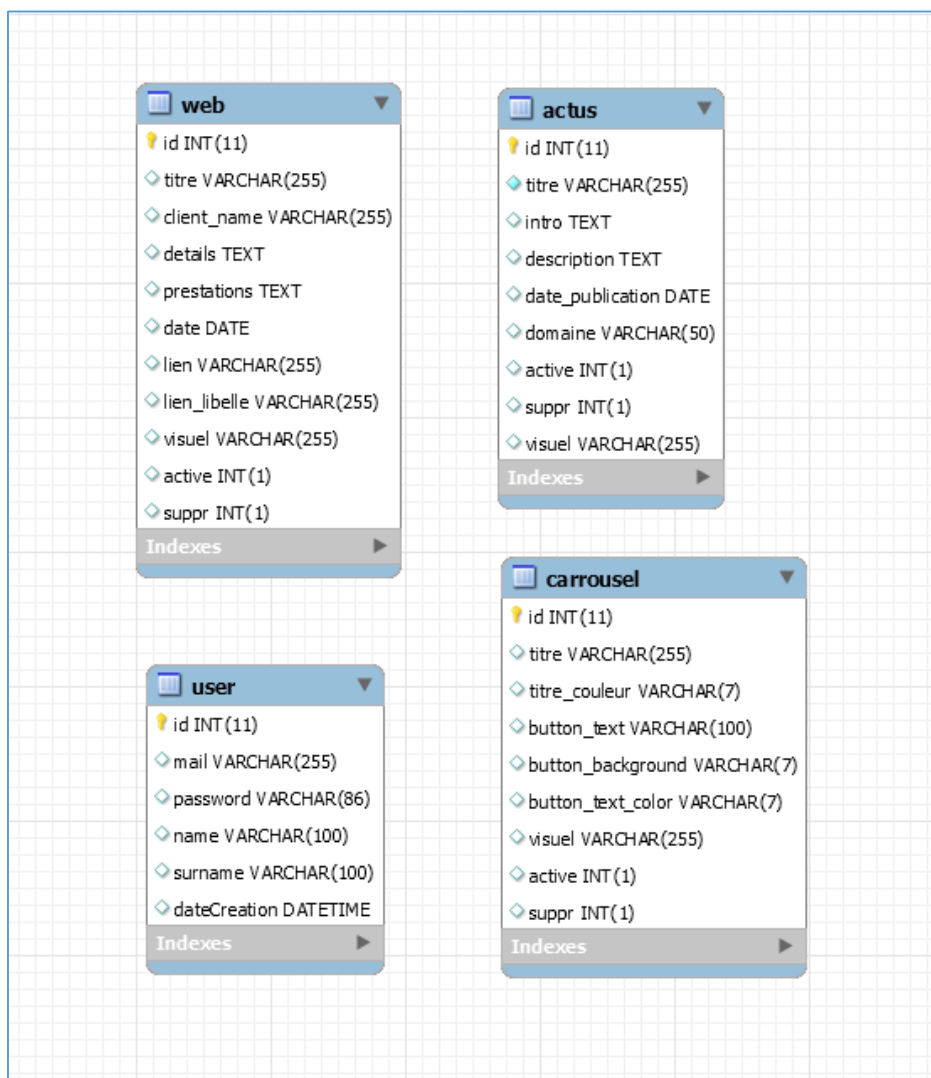 web
id INT(11)
titre VARCHAR(255)
client_name VARCHAR(255)
details TEXT
prestations TEXT
date DATE
lien VARCHAR(255)
lien_libelle VARCHAR(255)
visuel VARCHAR(255)
active INT(1)
suppr INT(1)
Indexes
actus
id INT(11)
titre VARCHAR(255)
intro TEXT
description TEXT
date_publication DATE
domaine VARCHAR(50)
active INT(1)
suppr INT(1)
visuel VARCHAR(255)
Indexes
user
id INT(11)
mail VARCHAR(255)
password VARCHAR(86)
name VARCHAR(100)
surname VARCHAR(100)
dateCreation DATETIME
Indexes
carrousel
id INT(11)
titre VARCHAR(255)
titre_couleur VARCHAR(7)
button_text VARCHAR(100)
button_background VARCHAR(7)
button_text_color VARCHAR(7)
visuel VARCHAR(255)
active INT(1)
suppr INT(1)
Indexes